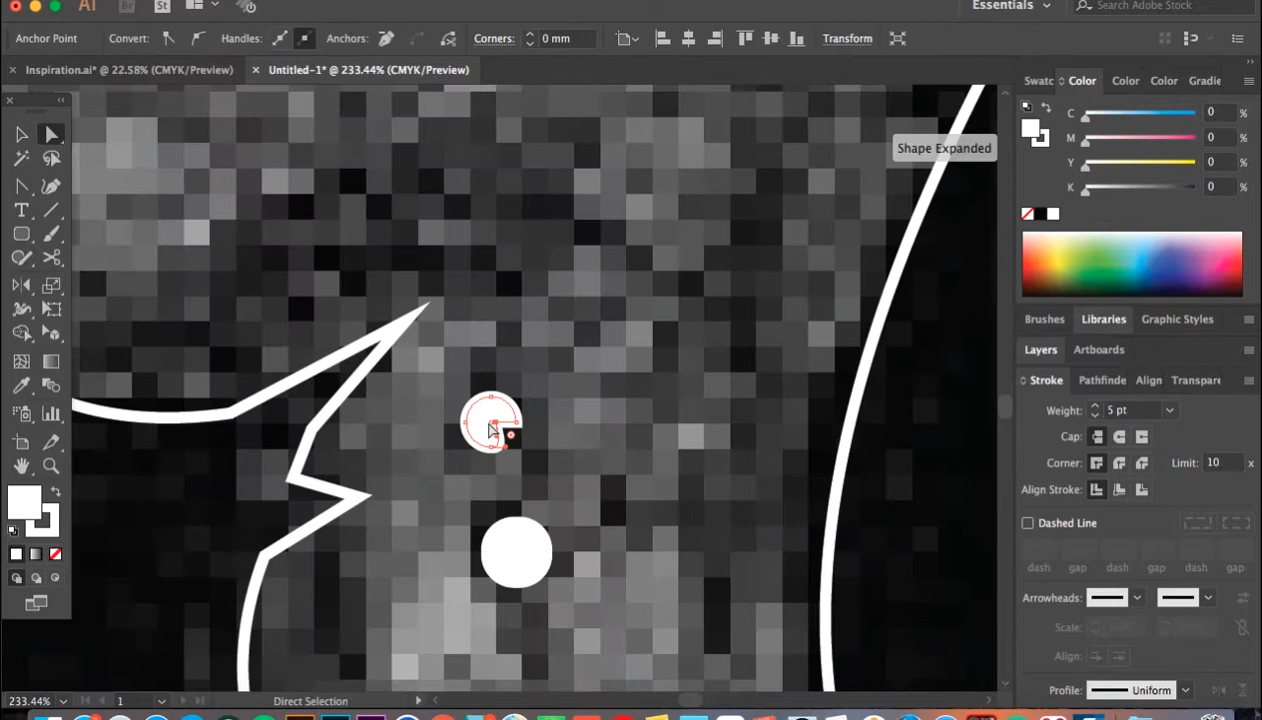 Ai Br St Essentials Search Adobe Stock
Anchor Point Convert: Handles: Anchors: Corners: 0 mm Transform
× Inspiration.ai* @ 22.58% (CMYK/Preview) × Untitled-1* @ 233.44% (CMYK/Preview)
Swatc Color Color Color Gradie
C 0 %
M 0 %
Y 0 %
K 0 %
Shape Expanded
Brushes Libraries Graphic Styles
Layers Artboards
Stroke Pathfinde Align Transpare
Weight: 5 pt
Cap:
Corner: Limit: 10 x
Align Stroke:
Dashed Line
dash gap dash gap dash gap
Arrowheads:
Scale:
Align:
Profile: Uniform
233.44% 1 Direct Selection